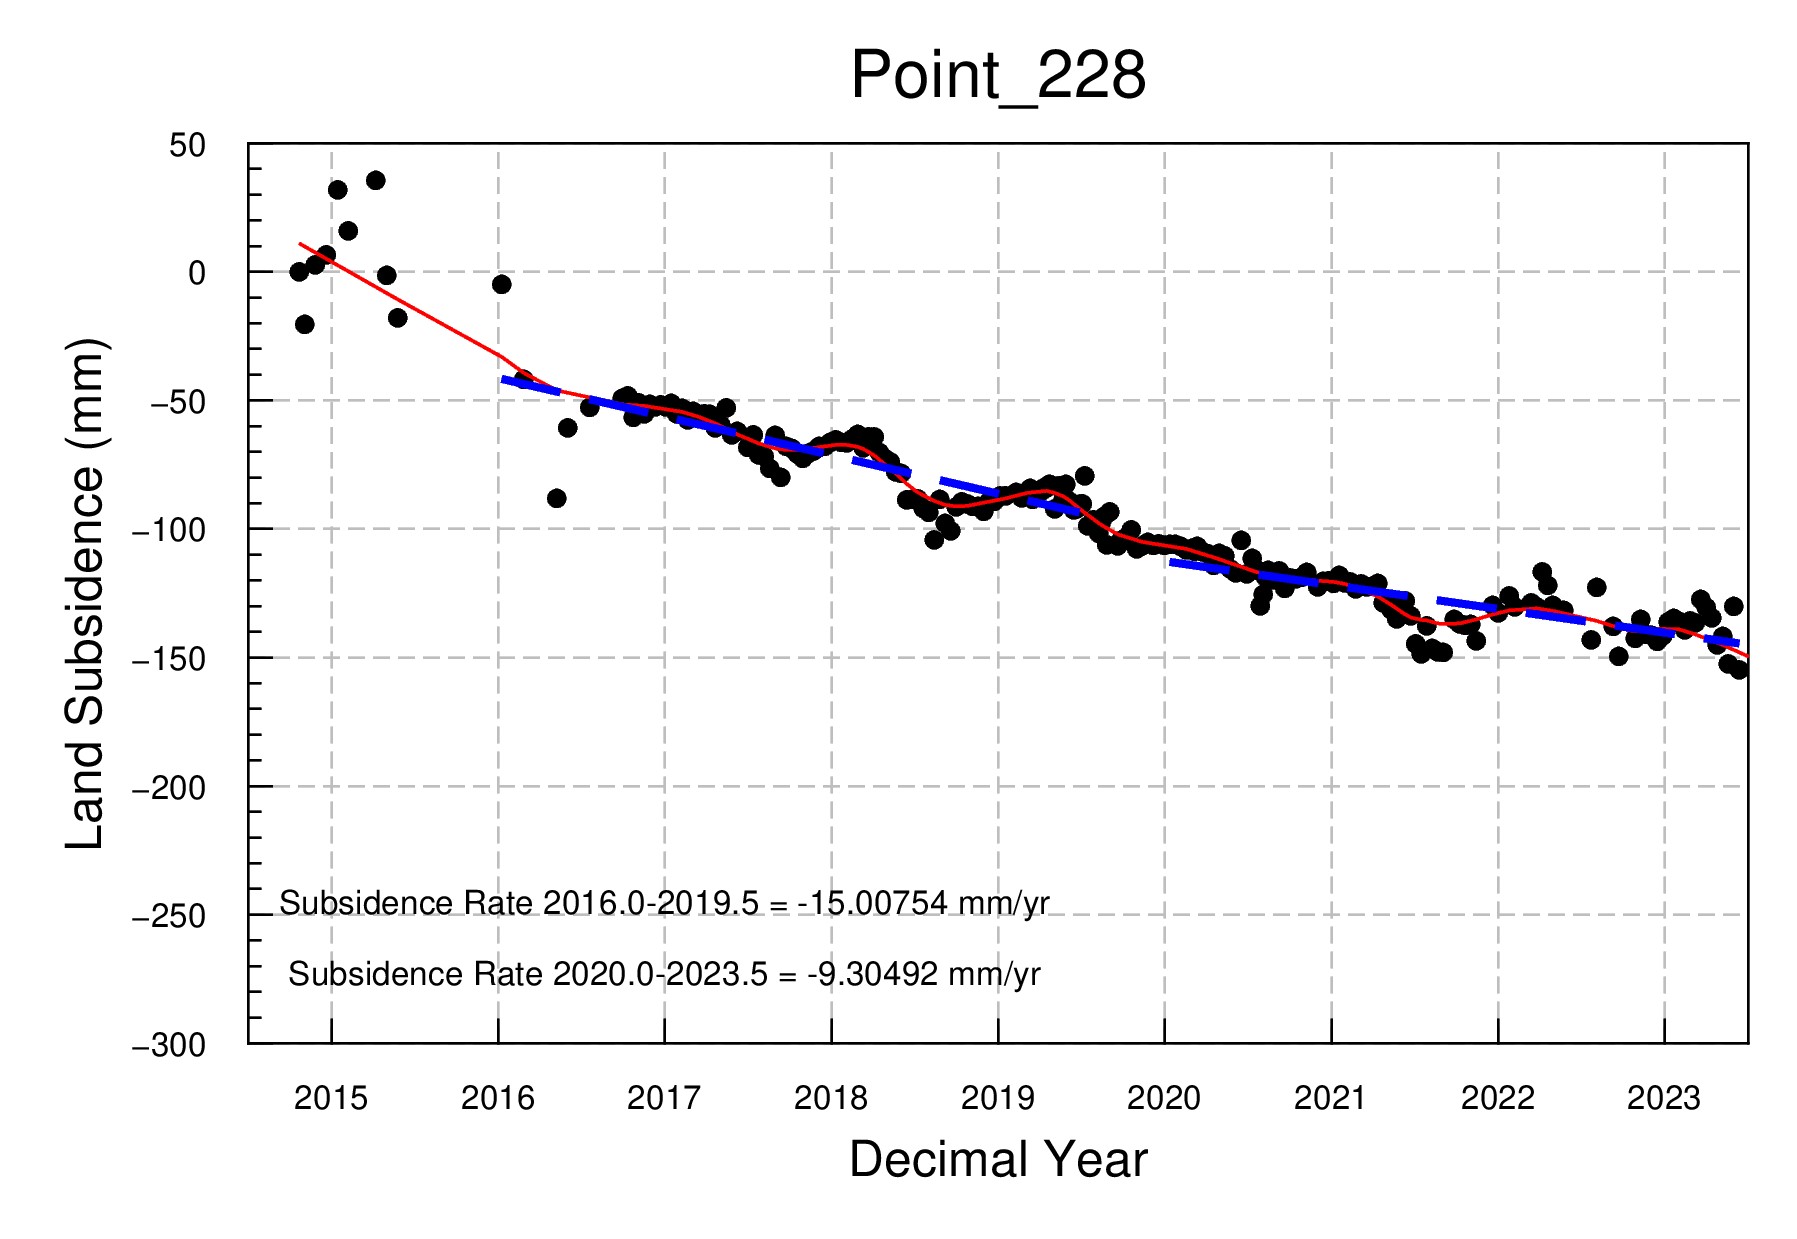 Point_228
50
0
−50
−100
−150
−200
−250
−300
Land Subsidence (mm)
Subsidence Rate 2016.0-2019.5 = -15.00754 mm/yr
Subsidence Rate 2020.0-2023.5 = -9.30492 mm/yr
2015 2016 2017 2018 2019 2020 2021 2022 2023
Decimal Year